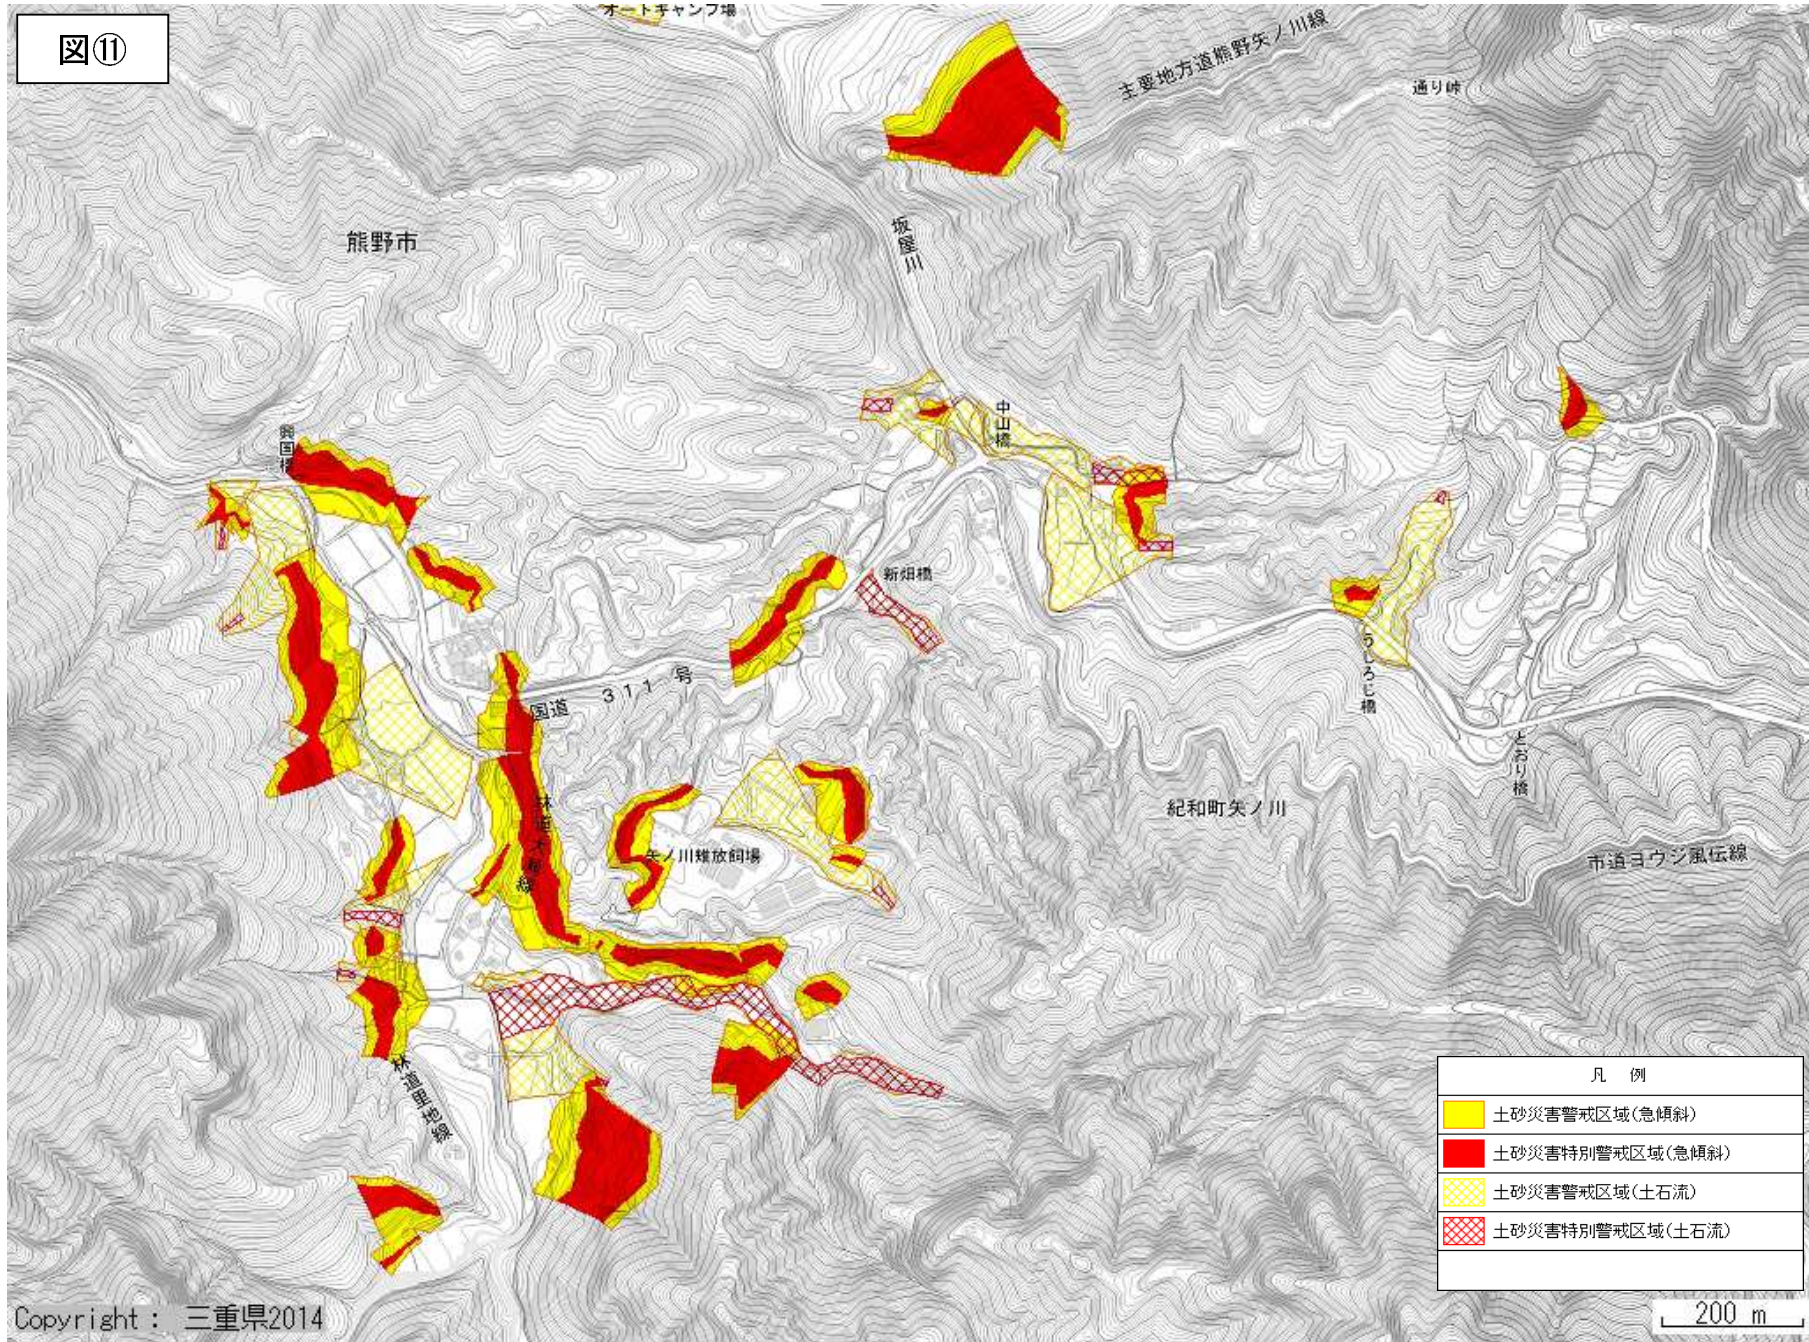 図⑪
オートキャンプ場
主要地方道熊野矢ノ川線
通り峠
熊野市
坂屋川
中山橋
興国橋
新畑橋
国道 311 号
うしろじ橋
とおり橋
紀和町矢ノ川
矢ノ川雉放飼場
市道ヨウジ風伝線
林道里地線
凡 例
土砂災害警戒区域(急傾斜)
土砂災害特別警戒区域(急傾斜)
土砂災害警戒区域(土石流)
土砂災害特別警戒区域(土石流)
Copyright : 三重県2014
200 m